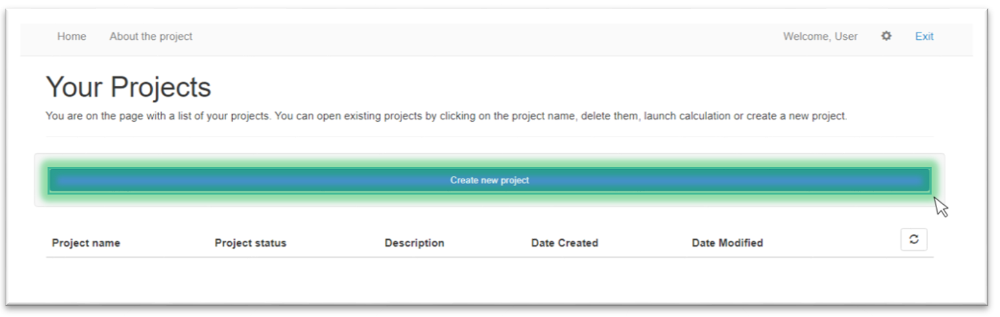 Home About the project Welcome, User Exit
Your Projects
You are on the page with a list of your projects. You can open existing projects by clicking on the project name, delete them, launch calculation or create a new project.
Create new project
Project name Project status Description Date Created Date Modified